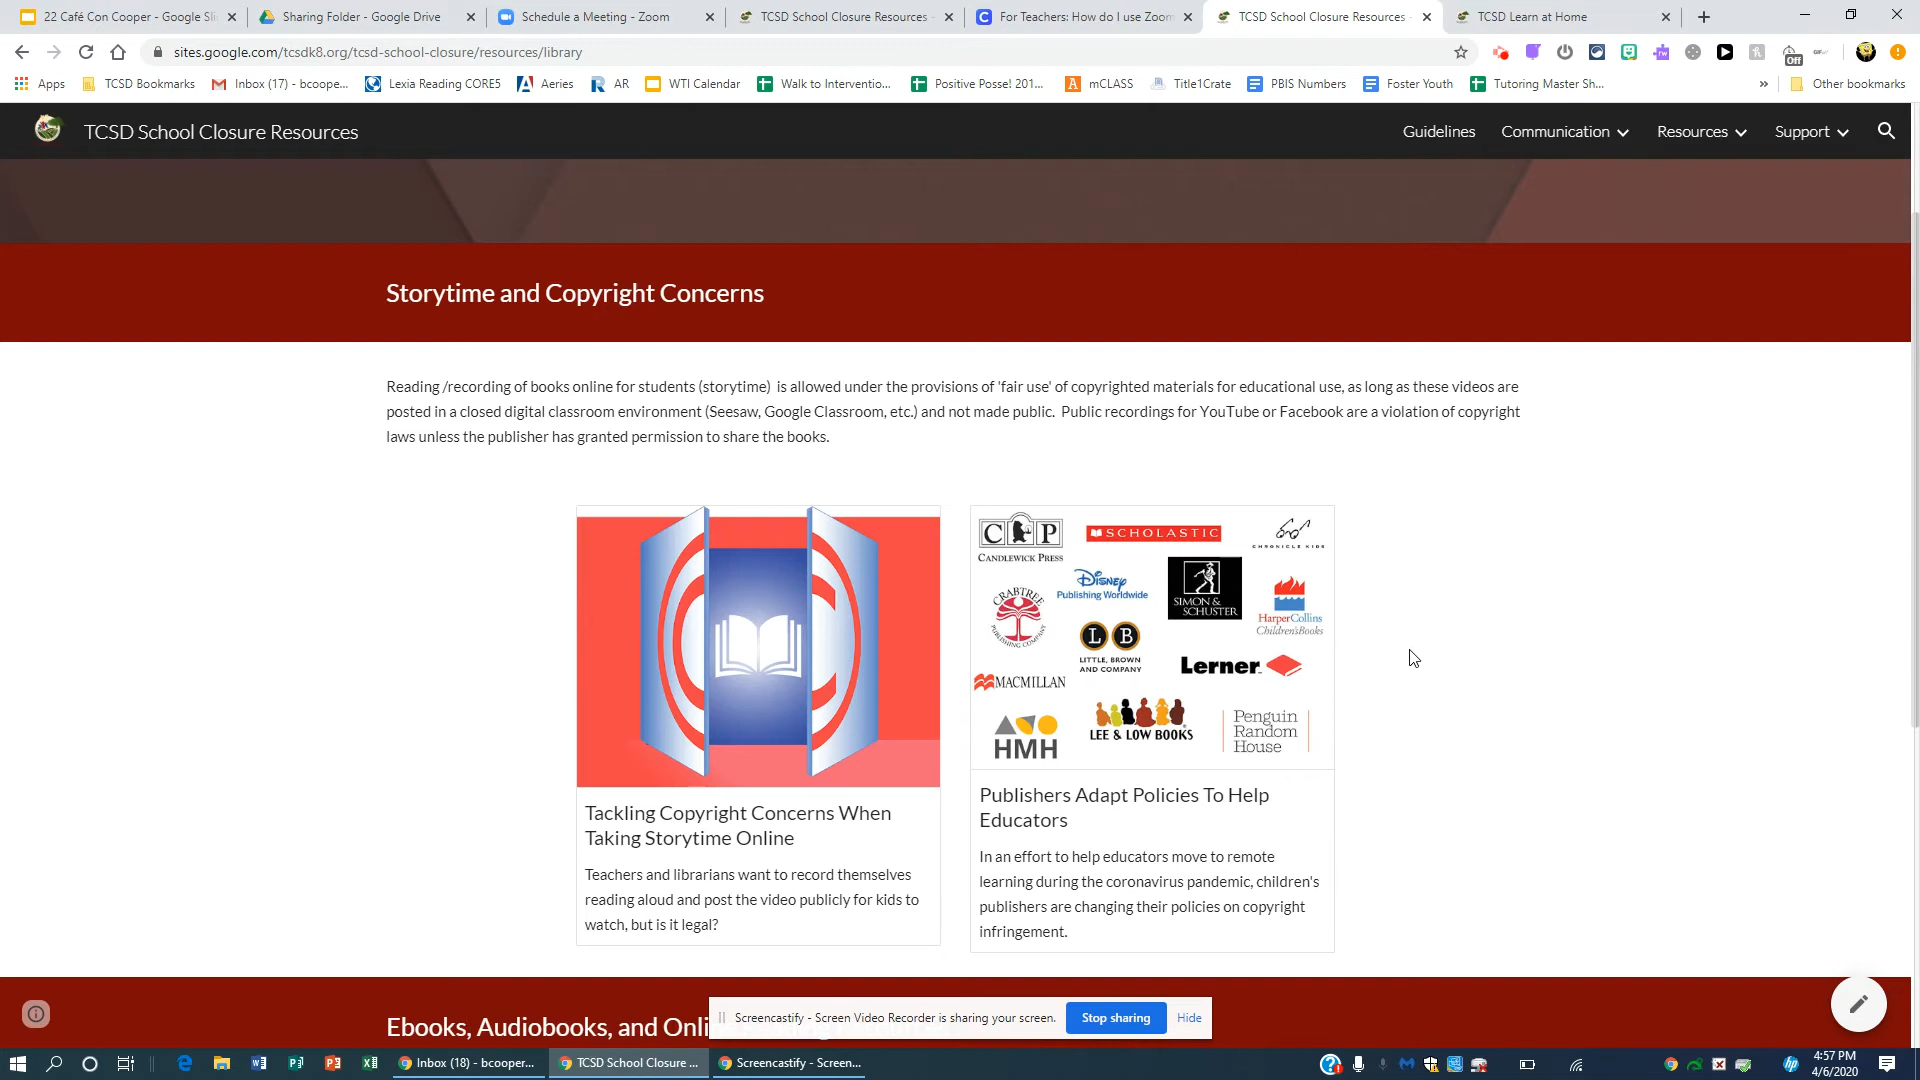 22 Café Con Cooper - Google Sli
Sharing Folder - Google Drive
Schedule a Meeting - Zoom
TCSD School Closure Resources -
For Teachers: How do I use Zoom
TCSD School Closure Resources -
TCSD Learn at Home
sites.google.com/tcsdk8.org/tcsd-school-closure/resources/library
Off
Apps
TCSD Bookmarks
Inbox (17) - bcoope...
Lexia Reading CORE5
Aeries
AR
WTI Calendar
Walk to Interventio...
Positive Posse! 201...
mCLASS
Title1Crate
PBIS Numbers
Foster Youth
Tutoring Master Sh...
Other bookmarks
TCSD School Closure Resources
Guidelines
Communication
Resources
Support
Storytime and Copyright Concerns
Reading /recording of books online for students (storytime) is allowed under the provisions of 'fair use' of copyrighted materials for educational use, as long as these videos are
posted in a closed digital classroom environment (Seesaw, Google Classroom, etc.) and not made public. Public recordings for YouTube or Facebook are a violation of copyright
laws unless the publisher has granted permission to share the books.
C P
CANDLEWICK PRESS
SCHOLASTIC
CHRONICLE KIDS
CRABTREE
PUBLISHING COMPANY
Disney
Publishing Worldwide
SIMON &
SCHUSTER
HarperCollins
Children'sBooks
L B
LITTLE, BROWN
AND COMPANY
Lerner
MACMILLAN
HMH
LEE & LOW BOOKS
Penguin
Random
House
Tackling Copyright Concerns When
Taking Storytime Online
Teachers and librarians want to record themselves
reading aloud and post the video publicly for kids to
watch, but is it legal?
Publishers Adapt Policies To Help
Educators
In an effort to help educators move to remote
learning during the coronavirus pandemic, children's
publishers are changing their policies on copyright
infringement.
Ebooks, Audiobooks, and Onli
Screencastify - Screen Video Recorder is sharing your screen.
Stop sharing
Hide
Inbox (18) - bcooper...
TCSD School Closure ...
Screencastify - Screen...
4:57 PM
4/6/2020